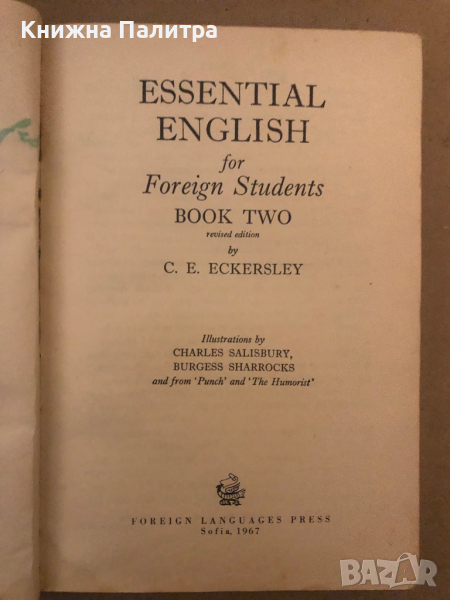 Книжна Палитра
ESSENTIAL
ENGLISH
for
Foreign Students
BOOK TWO
revised edition
by
C. E. ECKERSLEY
Illustrations by
CHARLES SALISBURY,
BURGESS SHARROCKS
and from ‘Punch’ and ‘The Humorist’
FOREIGN LANGUAGES PRESS
Sofia, 1967
BAZAR